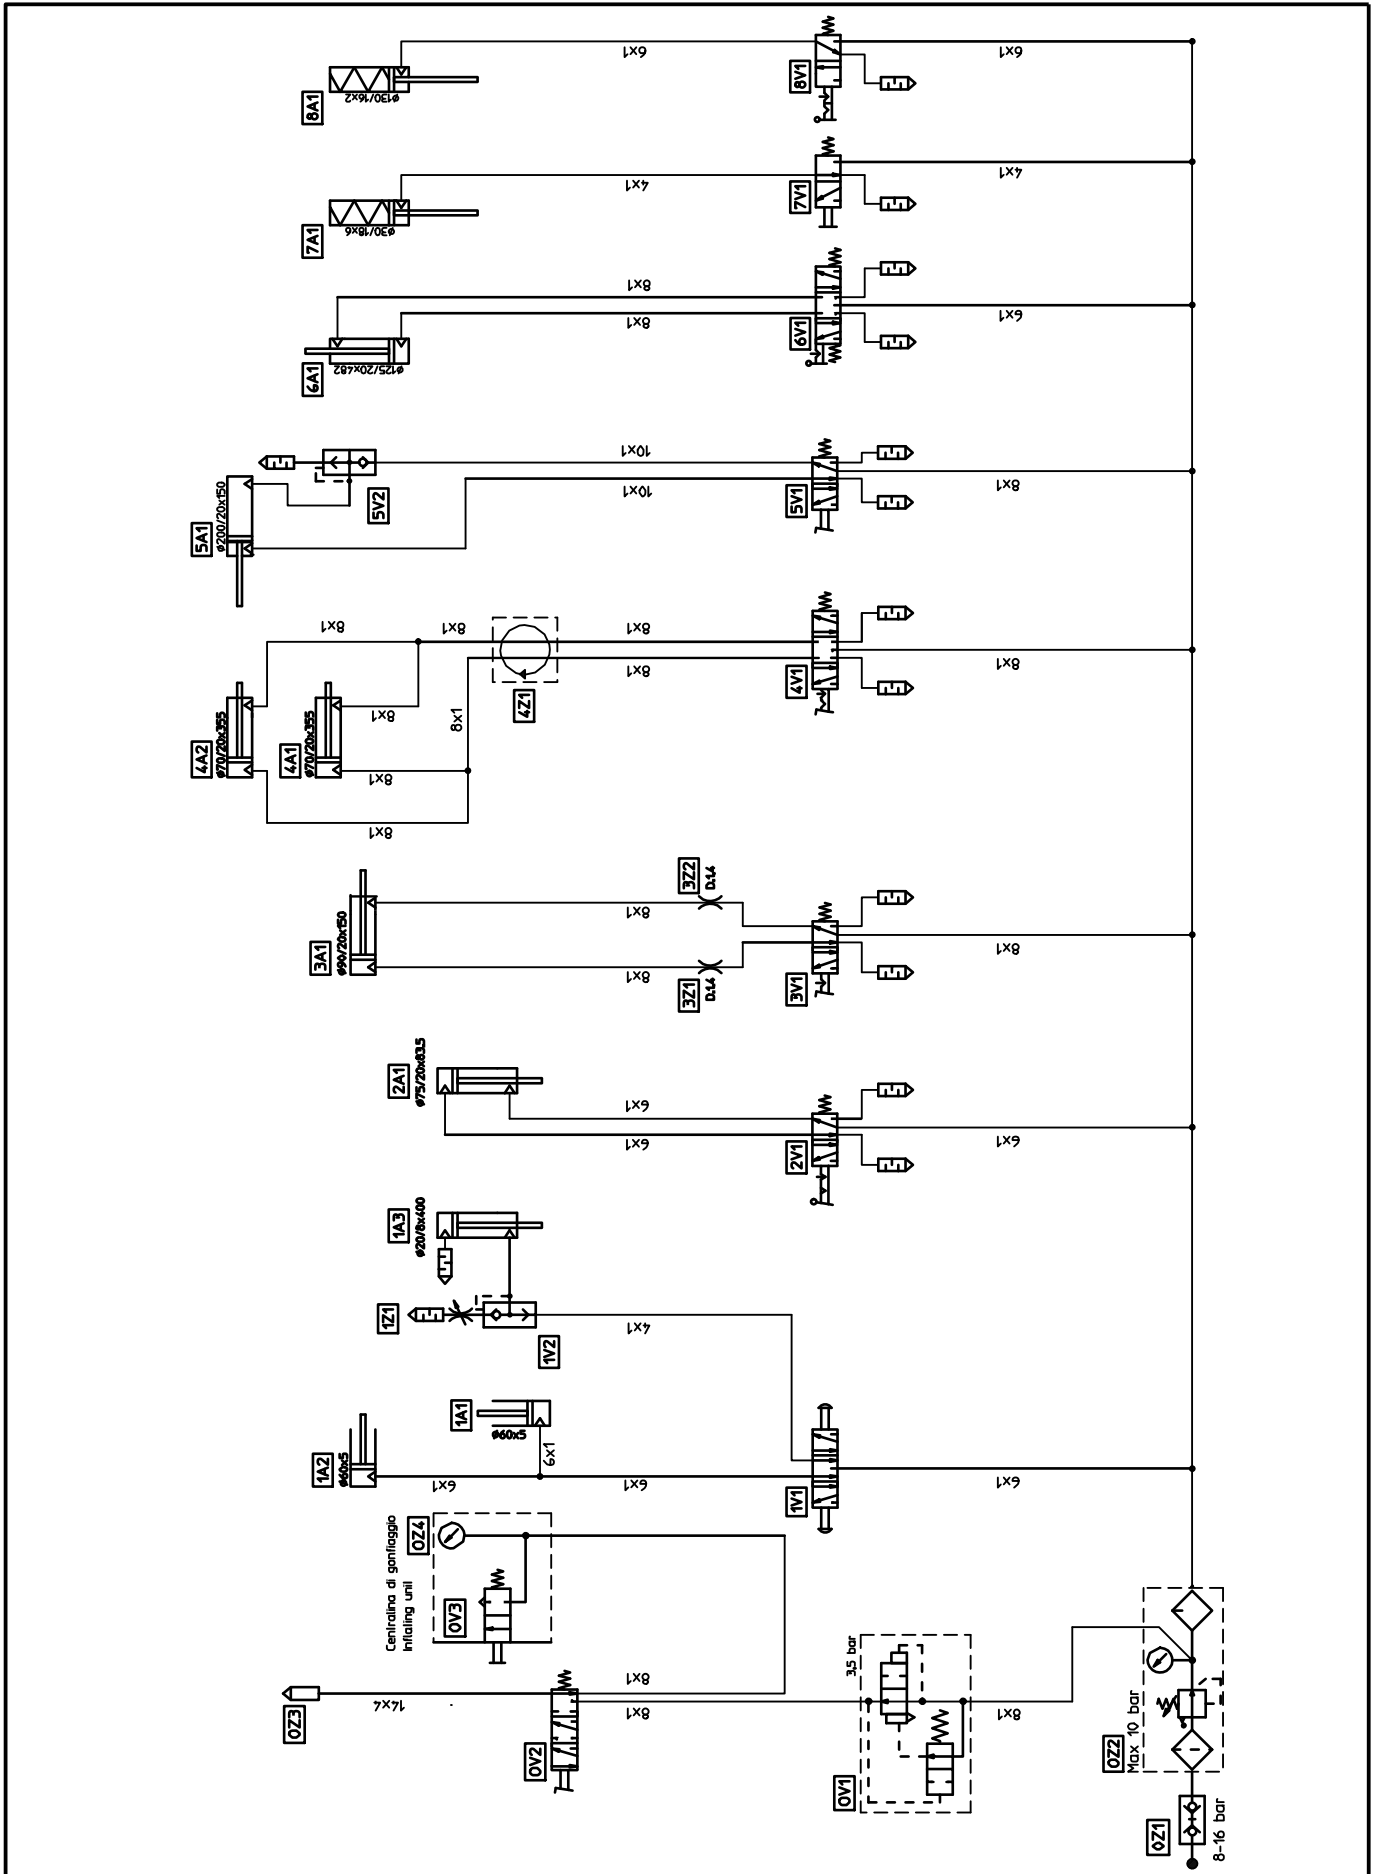 6x1
6x1
8A1
ø130/16x2
8V1
4x1
4x1
7A1
ø30/18x6
7V1
8x1
8x1
6x1
6A1
ø125/20x482
6V1
10x1
10x1
8x1
5A1
ø200/20x150
5V2
5V1
8x1
8x1
8x1
8x1
8x1
4A2
ø70/20x355
4A1
ø70/20x355
8x1
8x1
8x1
8x1
4Z1
4V1
3A1
ø90/20x150
8x1
8x1
3Z2
D.1.4
3Z1
D.1.4
3V1
8x1
2A1
ø75/20x83.5
6x1
6x1
2V1
6x1
1A3
ø20/8x400
1Z1
1V2
4x1
1A1
ø60x5
6x1
1A2
ø60x5
6x1
6x1
1V1
6x1
Centralina di gonfiaggio
Inflating unit
0Z4
0V3
0Z3
14x4
8x1
8x1
0V2
3,5 bar
0V1
8x1
0Z2
Max 10 bar
0Z1
8-16 bar